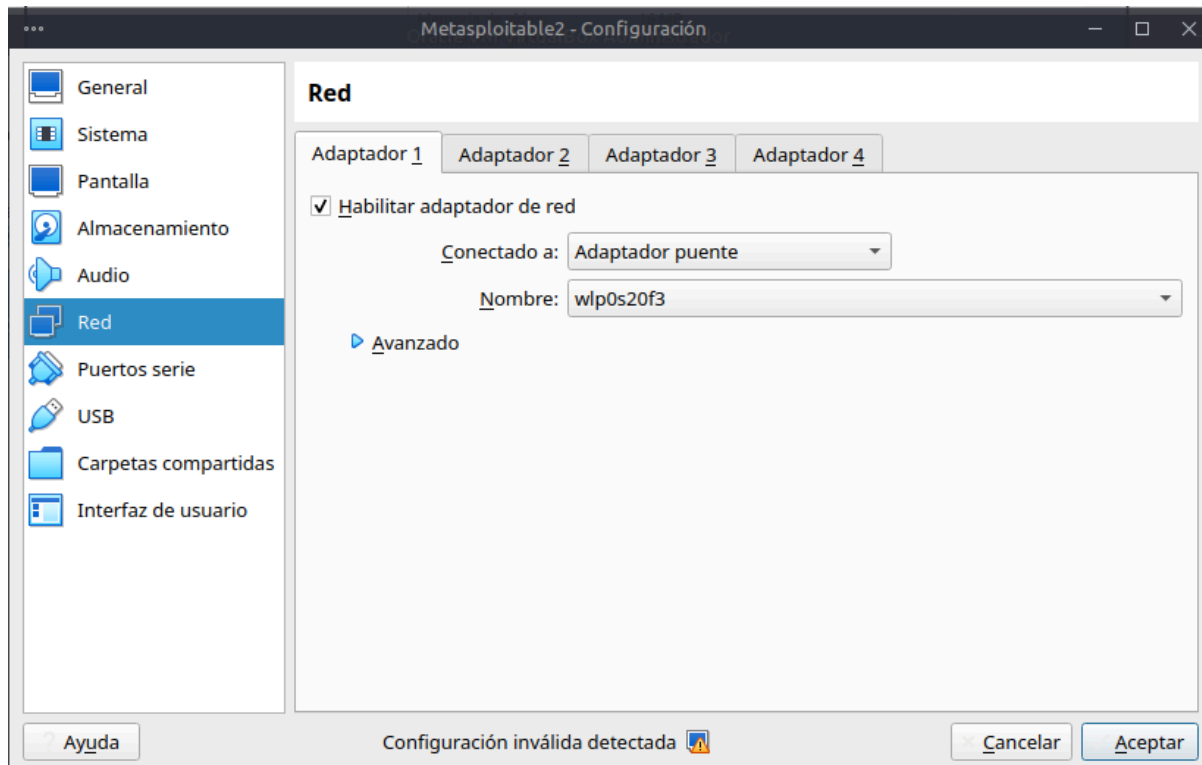 Metasploitable2 - Configuración
General
Sistema
Pantalla
Almacenamiento
Audio
Red
Puertos serie
USB
Carpetas compartidas
Interfaz de usuario
Red
Adaptador 1
Adaptador 2
Adaptador 3
Adaptador 4
Habilitar adaptador de red
Conectado a: Adaptador puente
Nombre: wlp0s20f3
Avanzado
Ayuda
Configuración inválida detectada
Cancelar
Aceptar